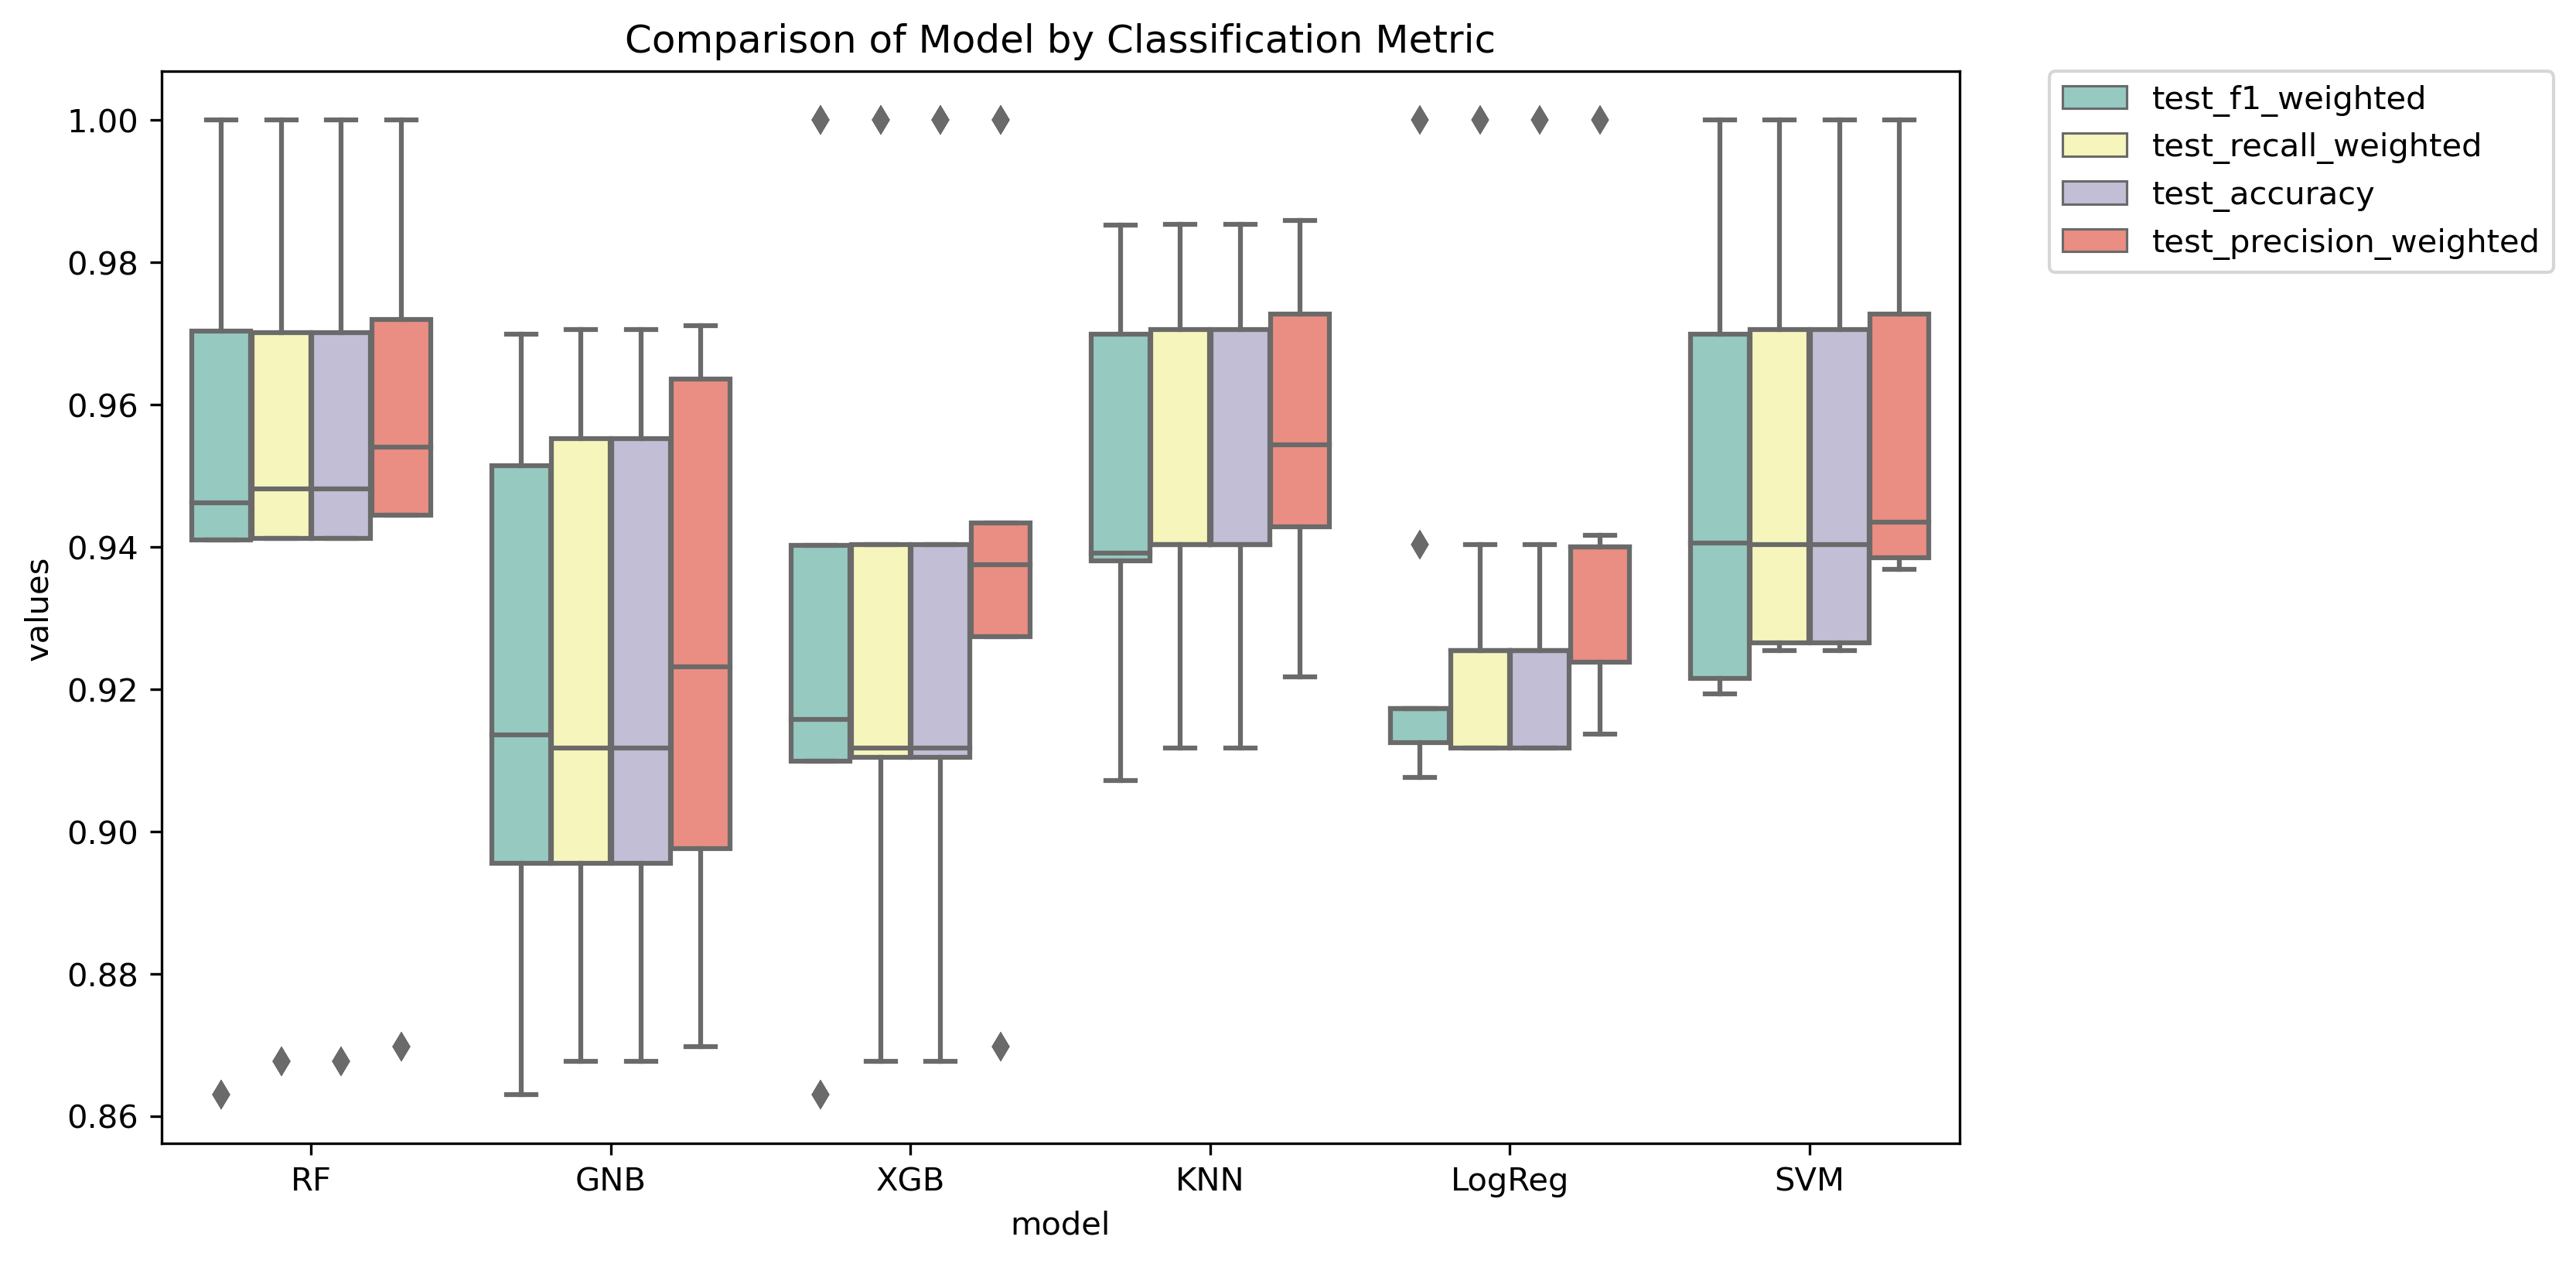 Comparison of Model by Classification Metric
1.00
0.98
0.96
0.94
0.92
0.90
0.88
0.86
values
RF
GNB
XGB
KNN
LogReg
SVM
model
test_f1_weighted
test_recall_weighted
test_accuracy
test_precision_weighted